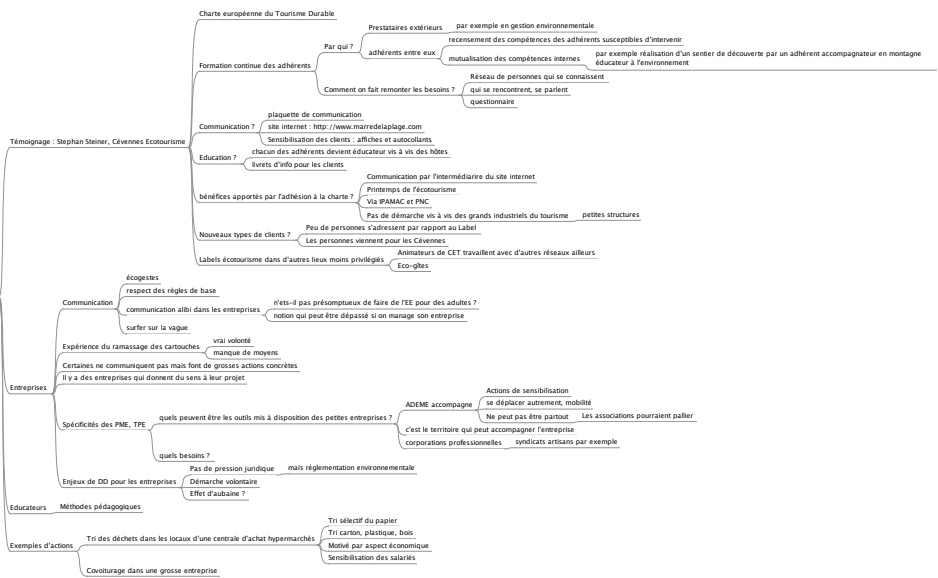 Charte européenne du Tourisme Durable
Prestataires extérieurs
par exemple en gestion environnementale
Par qui ?
recensement des compétences des adhérents susceptibles d'intervenir
adhérents entre eux
mutualisation des compétences internes
par exemple réalisation d'un sentier de découverte par un adhérent accompagnateur en montagne
éducateur à l'environnement
Formation continue des adhérents
Réseau de personnes qui se connaissent
Comment on fait remonter les besoins ?
qui se rencontrent, se parlent
questionnaire
plaquette de communication
Communication ?
site internet : http://www.marredelaplage.com
Sensibilisation des clients : affiches et autocollants
Témoignage : Stephan Steiner, Cévennes Ecotourisme
chacun des adhérents devient éducateur vis à vis des hôtes
Education ?
livrets d'info pour les clients
Communication par l'intermédiarire du site internet
Printemps de l'écotourisme
bénéfices apportés par l'adhésion à la charte ?
Via IPAMAC et PNC
Pas de démarche vis à vis des grands industriels du tourisme
petites structures
Peu de personnes s'adressent par rapport au Label
Nouveaux types de clients ?
Les personnes viennent pour les Cévennes
Animateurs de CET travaillent avec d'autres réseaux ailleurs
Labels écotourisme dans d'autres lieux moins privilégiés
Eco-gîtes
écogestes
respect des règles de base
Communication
n'ets-il pas présomptueux de faire de l'EE pour des adultes ?
communication alibi dans les entreprises
notion qui peut être dépassé si on manage son entreprise
surfer sur la vague
vrai volonté
Expérience du ramassage des cartouches
manque de moyens
Certaines ne communiquent pas mais font de grosses actions concrètes
Il y a des entreprises qui donnent du sens à leur projet
Entreprises
Actions de sensibilisation
ADEME accompagne
se déplacer autrement, mobilité
Ne peut pas être partout
Les associations pourraient pallier
quels peuvent être les outils mis à disposition des petites entreprises ?
c'est le territoire qui peut accompagner l'entreprise
Spécificités des PME, TPE
corporations professionnelles
syndicats artisans par exemple
quels besoins ?
Pas de pression juridique
mais réglementation environnementale
Enjeux de DD pour les entreprises
Démarche volontaire
Effet d'aubaine ?
Educateurs
Méthodes pédagogiques
Tri sélectif du papier
Tri carton, plastique, bois
Tri des déchets dans les locaux d'une centrale d'achat hypermarchés
Motivé par aspect économique
Exemples d'actions
Sensibilisation des salariés
Covoiturage dans une grosse entreprise